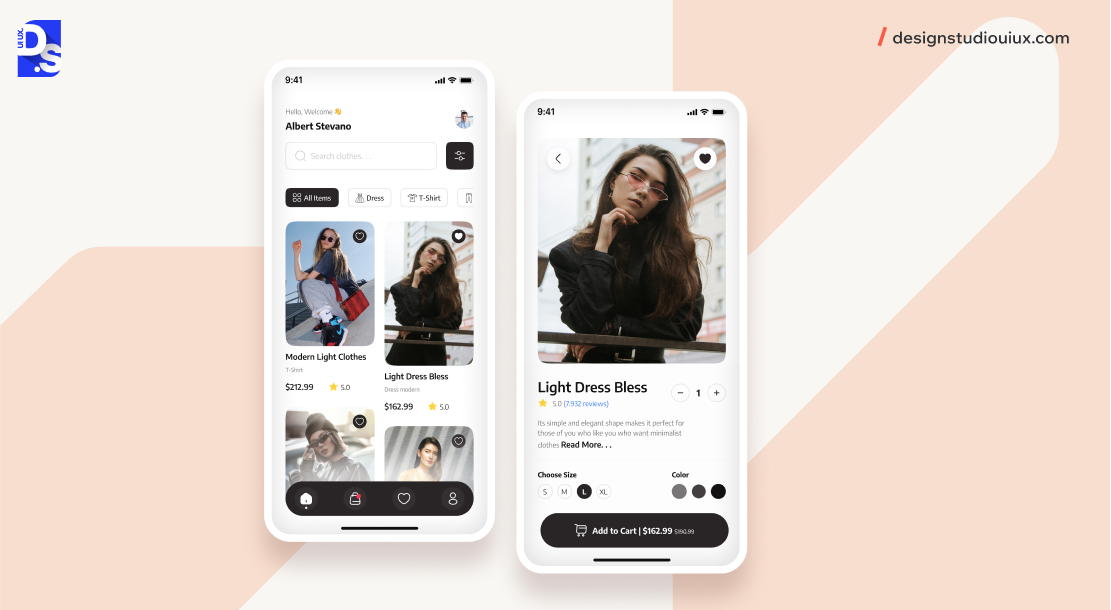 UI UX.
D.S
designstudiouiux.com
9:41
Hello, Welcome 👋
Albert Stevano
Search clothes. . .
All Items
Dress
T-Shirt
Modern Light Clothes
T-Shirt
$212.99
5.0
Light Dress Bless
Dress modern
$162.99
5.0
9:41
Light Dress Bless
5.0 (7.932 reviews)
1
Its simple and elegant shape makes it perfect for
those of you who like you who want minimalist
clothes Read More. . .
Choose Size
Color
S M L XL
Add to Cart | $162.99 $190.99